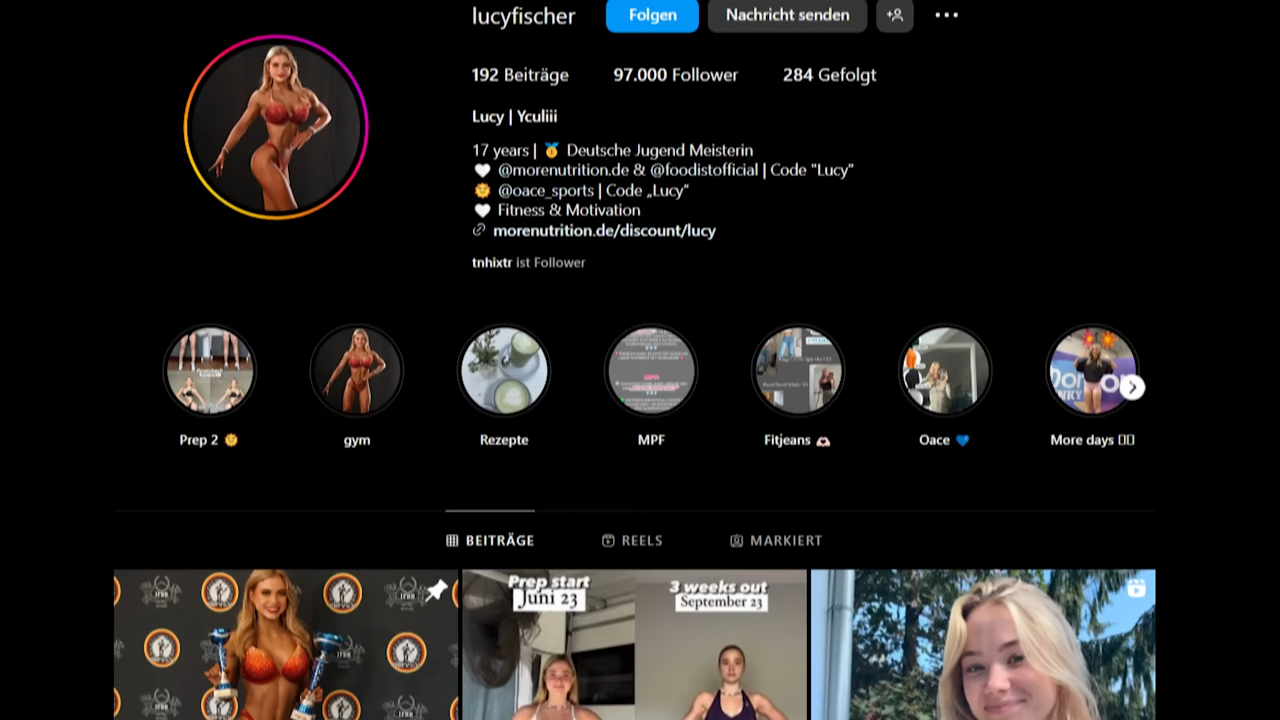 lucyfischer Folgen Nachricht senden
192 Beiträge 97.000 Follower 284 Gefolgt
Lucy | Yculiii
17 years | 🥇 Deutsche Jugend Meisterin
🤍 @morenutrition.de & @foodistofficial | Code "Lucy"
🌞 @oace_sports | Code „Lucy“
🤍 Fitness & Motivation
morenutrition.de/discount/lucy
tnhixtr ist Follower
Prep 2 🌞 gym Rezepte MPF Fitjeans 🫶🏻 Oace 💙 More days
BEITRÄGE REELS MARKIERT
Prep start
Juni 23
3 weeks out
September 23